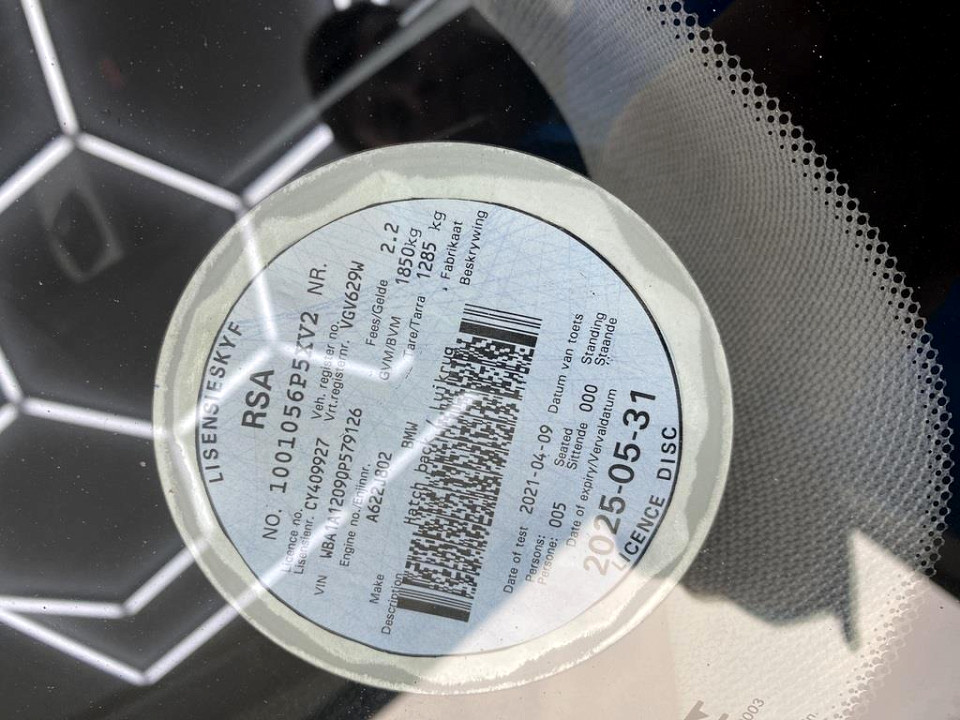 LISENSIESKYF
RSA
NO. 1001056P5XV2 NR.
Licence no. Veh. register no.
Lisensienr. CY409927 Vrt.registernr. VGV629W
VIN WBA1A12090P579126 Fees/Gelde 2.2
Engine no./Enjinnr. GVM/BVM 1850kg
A622J802 Tare/Tarra 1285 kg
Make BMW Fabrikaat
Description Hatch back / Luikrug Beskrywing
Date of test 2021-04-09 Datum van toets
Persons: Seated Standing
Persone: 005 Sittende 000 Staande
Date of expiry/Vervaldatum
2025-05-31
LICENCE DISC
003